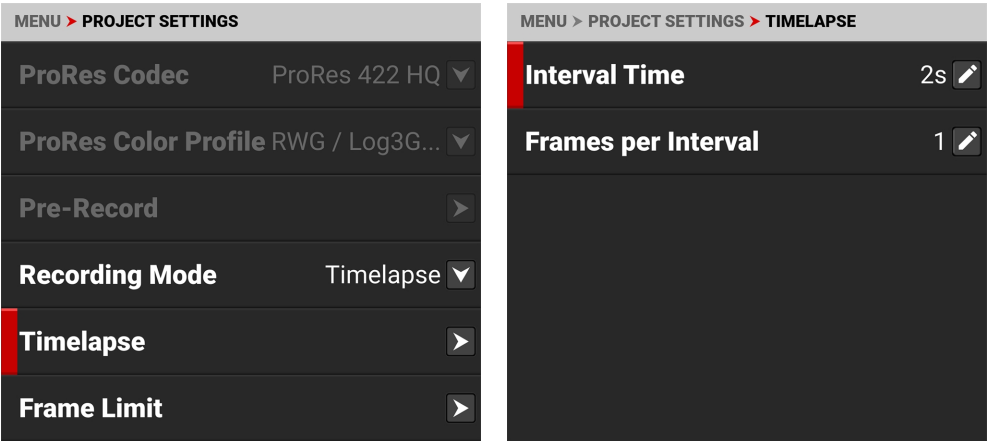 MENU > PROJECT SETTINGS
ProRes Codec ProRes 422 HQ
ProRes Color Profile RWG / Log3G...
Pre-Record
Recording Mode Timelapse
Timelapse
Frame Limit
MENU > PROJECT SETTINGS > TIMELAPSE
Interval Time 2s
Frames per Interval 1